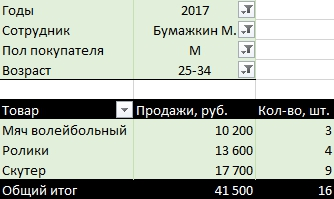 Годы 2017
Сотрудник Бумажкин М.
Пол покупателя М
Возраст 25-34
Товар Продажи, руб. Кол-во, шт.
Мяч волейбольный 10 200 3
Ролики 13 600 4
Скутер 17 700 9
Общий итог 41 500 16